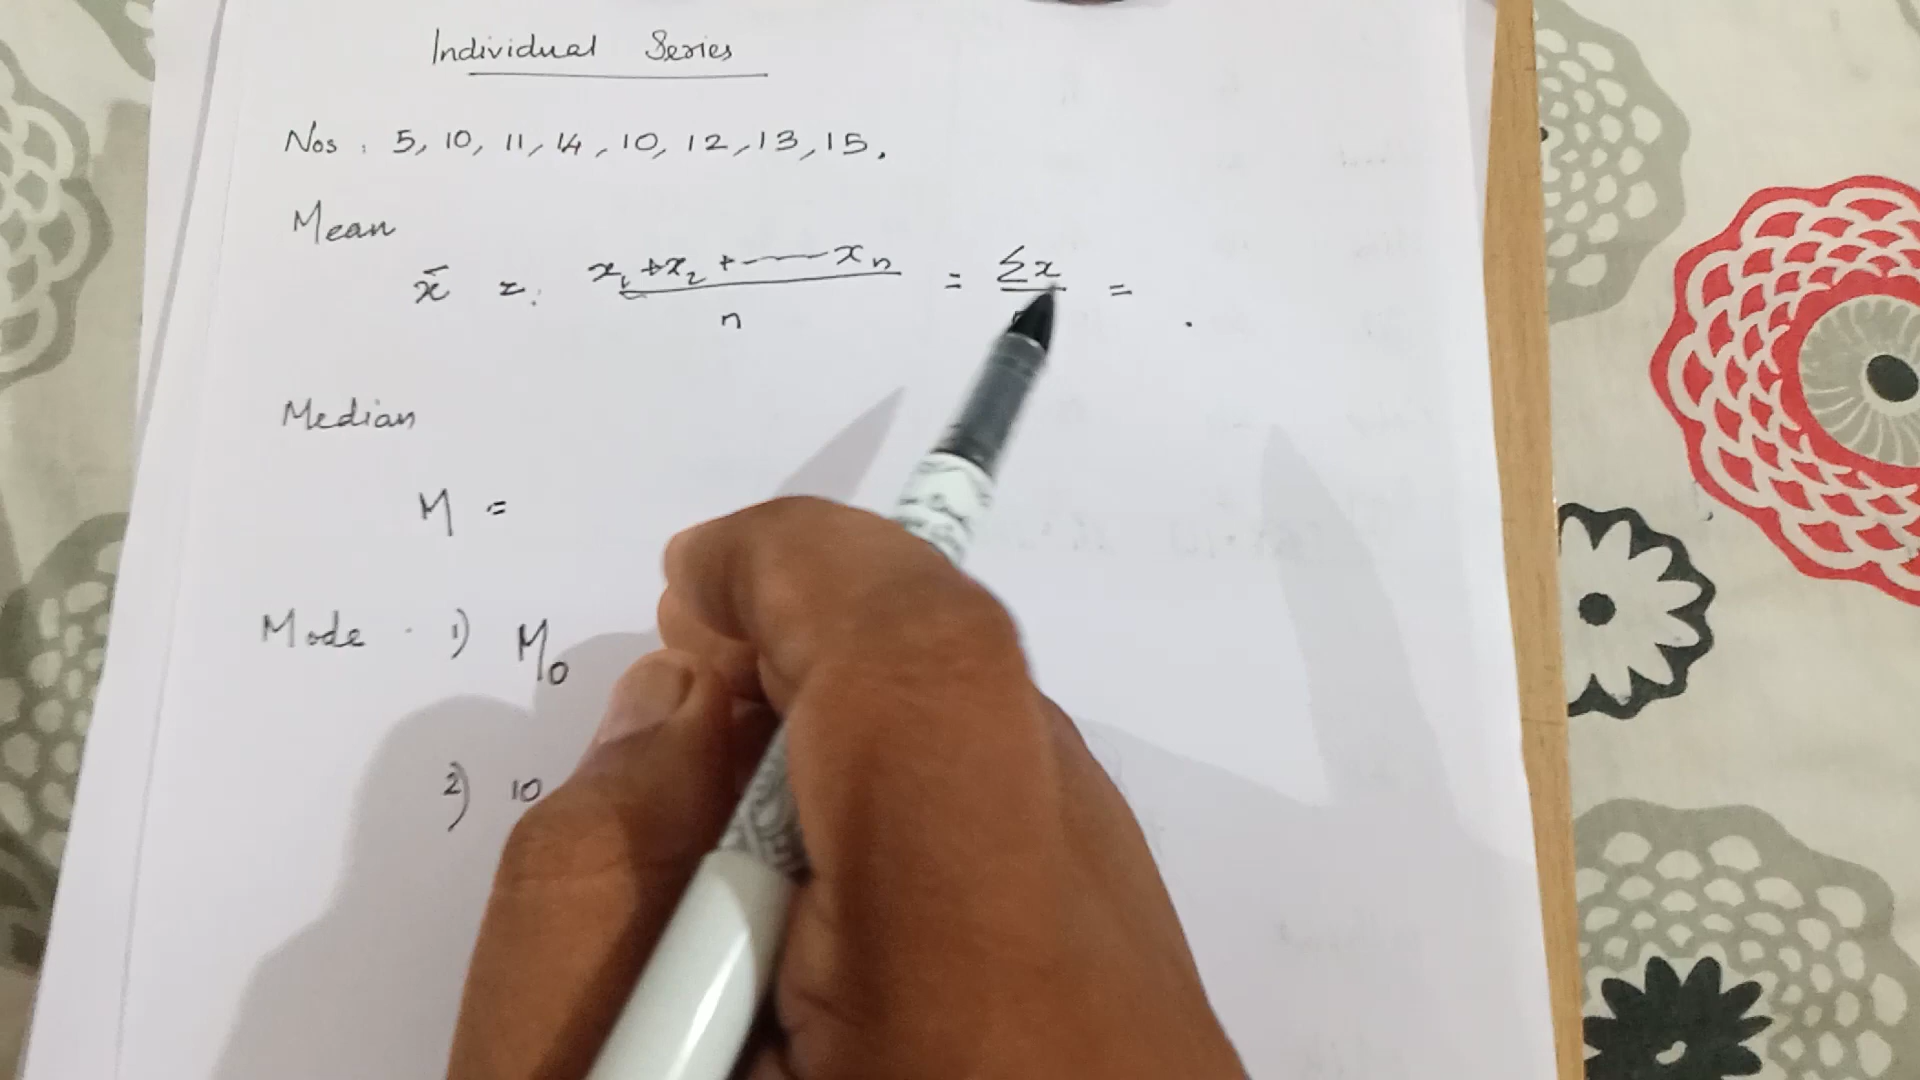 Individual Series
Nos : 5, 10, 11, 14, 10, 12, 13, 15.
Mean
x̄ = x₁ + x₂ + ------ xₙ / n = Σx / =
Median
M =
Mode 1) M₀
2) 10